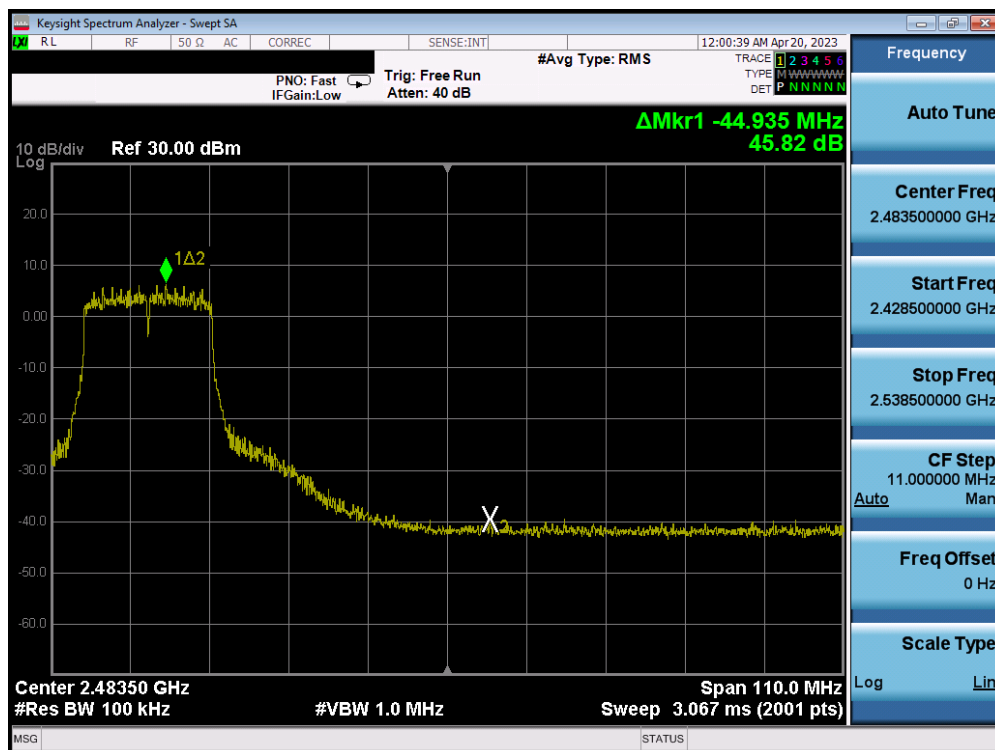 Keysight Spectrum Analyzer - Swept SA
LXI RL RF 50 Ω AC CORREC SENSE:INT 12:00:39 AM Apr 20, 2023
Frequency
PNO: Fast
IFGain:Low
Trig: Free Run
Atten: 40 dB
#Avg Type: RMS
TRACE 1 2 3 4 5 6
TYPE M W W W W W
DET P N N N N N
ΔMkr1 -44.935 MHz
45.82 dB
10 dB/div Ref 30.00 dBm
Log
20.0
10.0
0.00
-10.0
-20.0
-30.0
-40.0
-50.0
-60.0
1Δ2
X2
Center 2.48350 GHz Span 110.0 MHz
#Res BW 100 kHz #VBW 1.0 MHz Sweep 3.067 ms (2001 pts)
MSG STATUS
Auto Tune
Center Freq
2.483500000 GHz
Start Freq
2.428500000 GHz
Stop Freq
2.538500000 GHz
CF Step
11.000000 MHz
Auto Man
Freq Offset
0 Hz
Scale Type
Log Lin